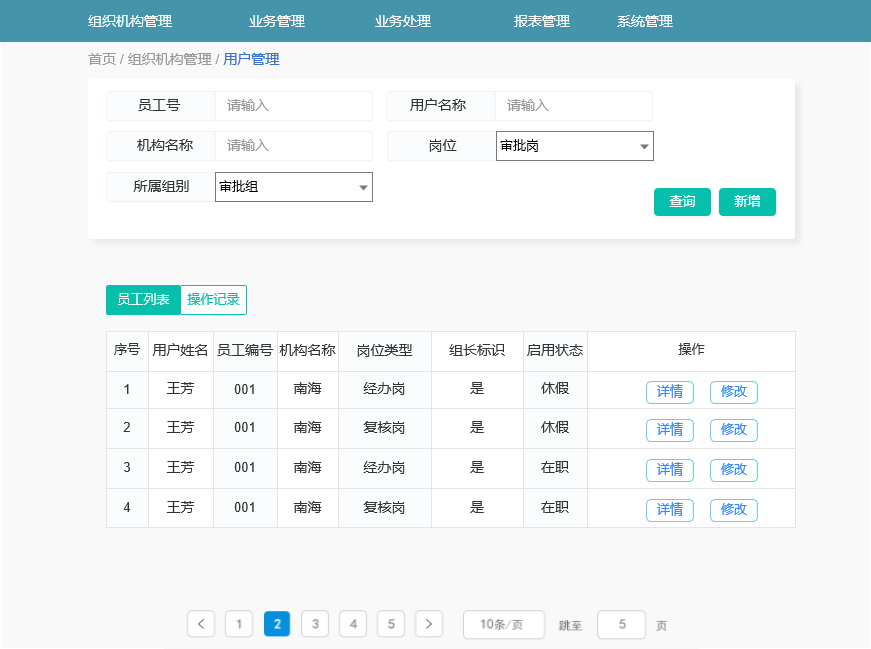 组织机构管理 业务管理 业务处理 报表管理 系统管理
首页 / 组织机构管理 / 用户管理
员工号 请输入 用户名称 请输入
机构名称 请输入 岗位 审批岗
所属组别 审批组
查询 新增
员工列表 操作记录
序号 用户姓名 员工编号 机构名称 岗位类型 组长标识 启用状态 操作
1 王芳 001 南海 经办岗 是 休假 详情 修改
2 王芳 001 南海 复核岗 是 休假 详情 修改
3 王芳 001 南海 经办岗 是 在职 详情 修改
4 王芳 001 南海 复核岗 是 在职 详情 修改
< 1 2 3 4 5 > 10条/页 跳至 5 页